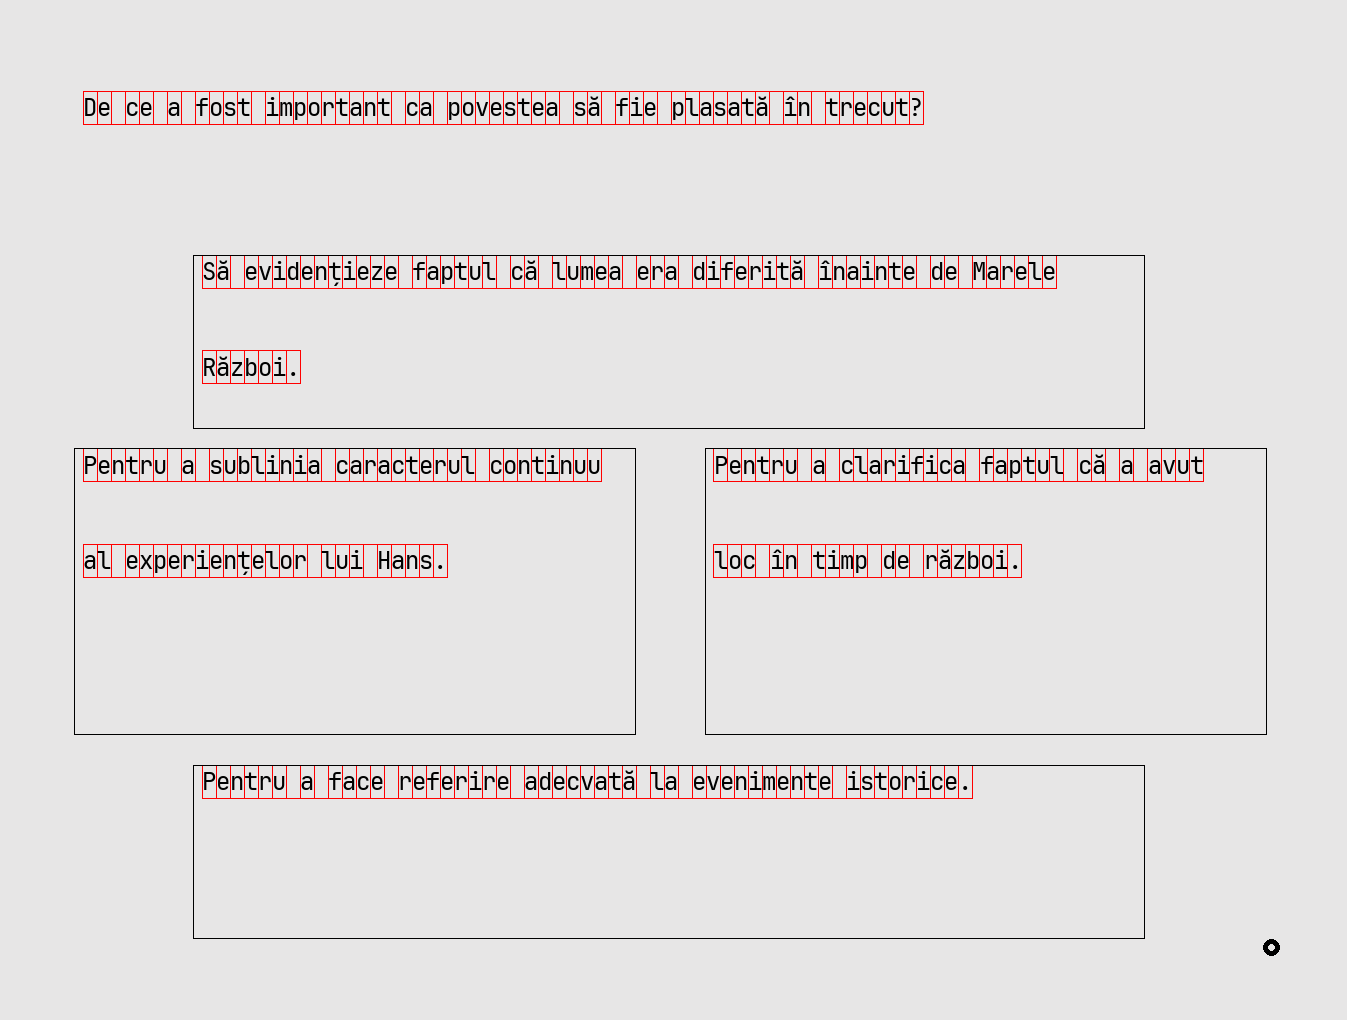 De ce a fost important ca povestea să fie plasată în trecut?
Să evidențieze faptul că lumea era diferită înainte de Marele
Război.
Pentru a sublinia caracterul continuu
al experiențelor lui Hans.
Pentru a clarifica faptul că a avut
loc în timp de război.
Pentru a face referire adecvată la evenimente istorice.